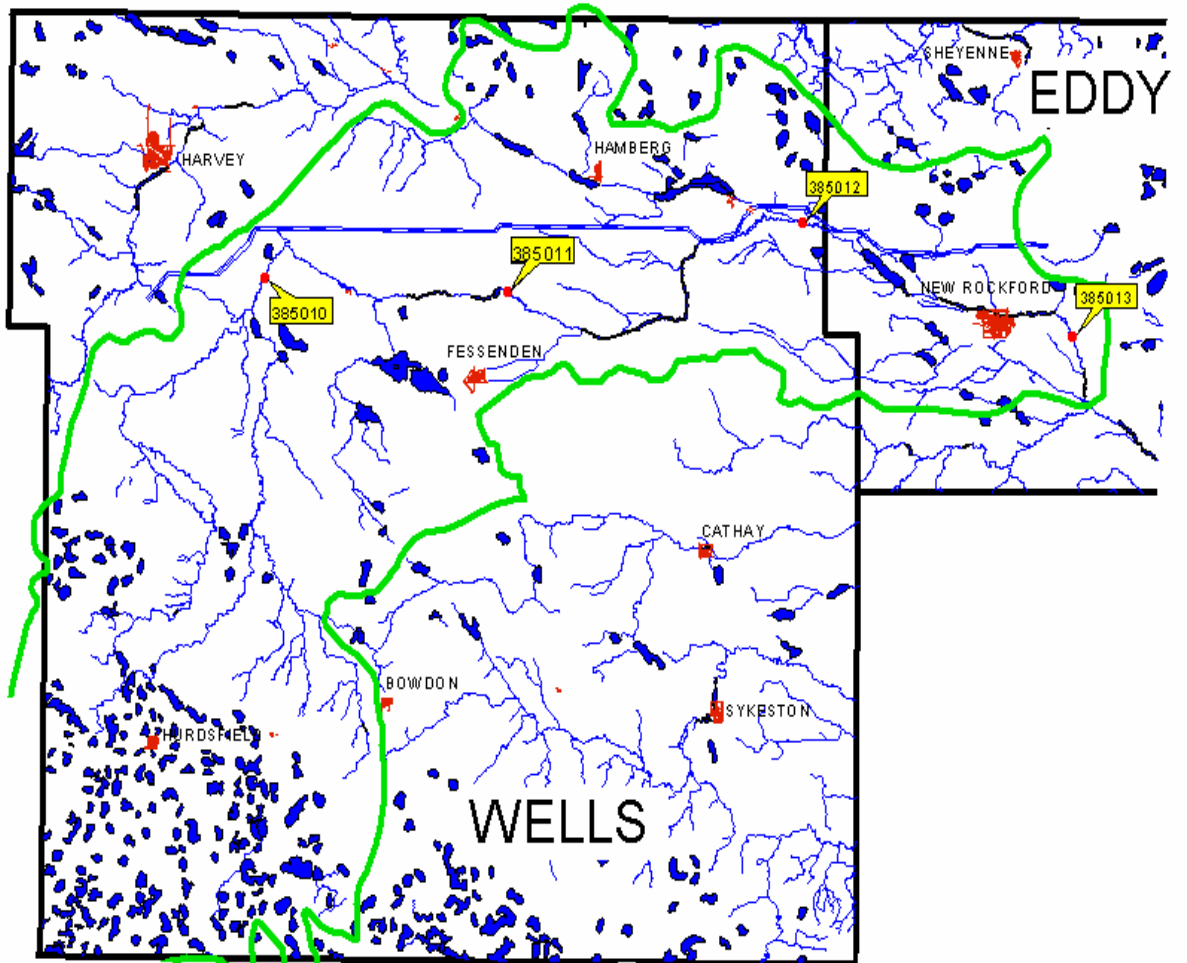 SHEYENNE
EDDY
HARVEY
HAMBERG
385012
385011
385010
NEW ROCKFORD
385013
FESSENDEN
CATHAY
BOWDON
SYKESTON
HURDSFIELD
WELLS